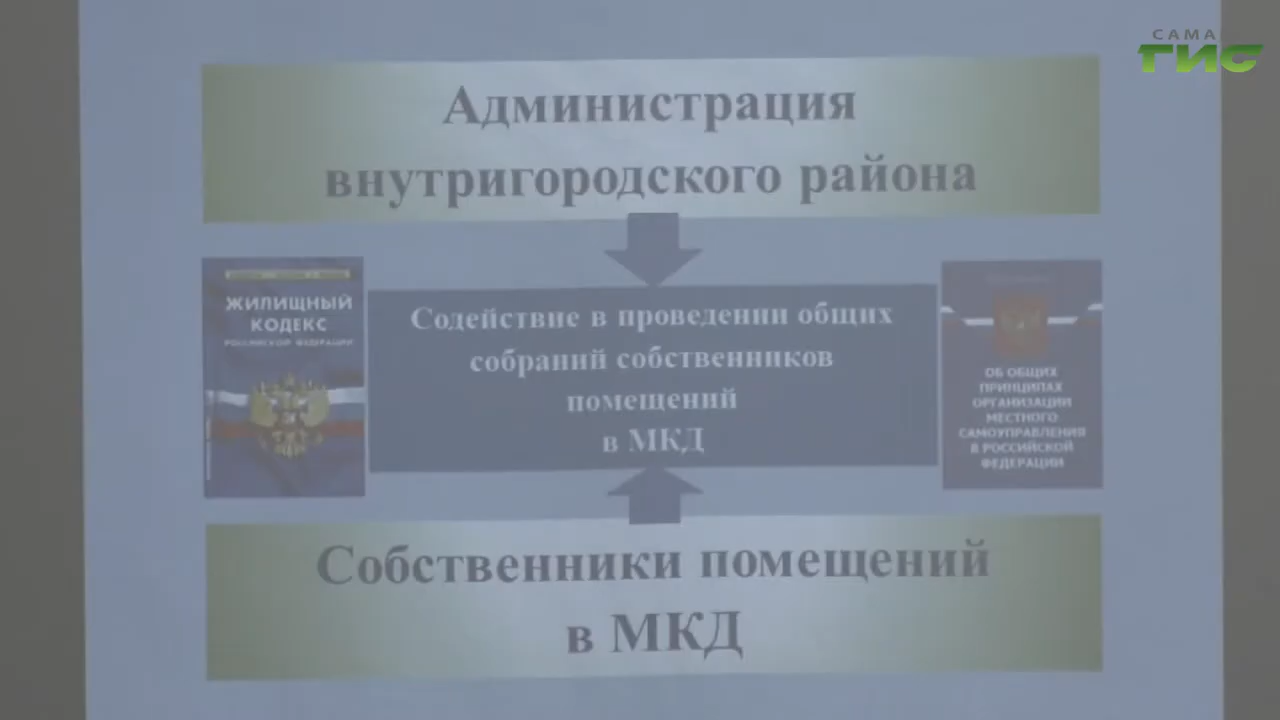 САМА
ГИС
Администрация
внутригородского района
ЖИЛИЩНЫЙ
КОДЕКС
РОССИЙСКОЙ ФЕДЕРАЦИИ
Содействие в проведении общих
собраний собственников
помещений
в МКД
ОБ ОБЩИХ
ПРИНЦИПАХ
ОРГАНИЗАЦИИ
МЕСТНОГО
САМОУПРАВЛЕНИЯ
В РОССИЙСКОЙ
ФЕДЕРАЦИИ
Собственники помещений
в МКД